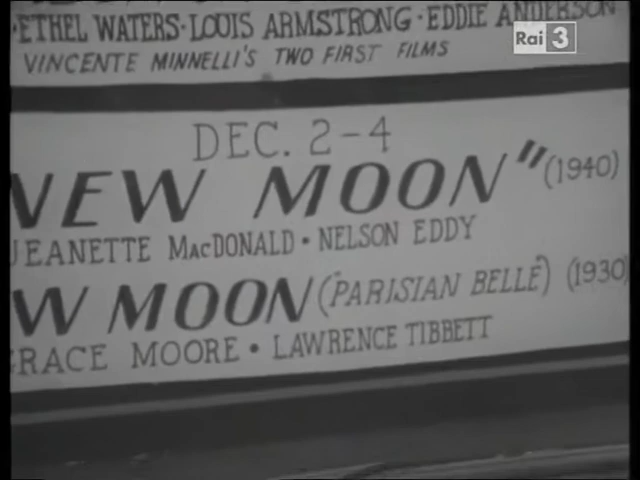 ·ETHEL WATERS·LOUIS ARMSTRONG·EDDIE ANDERSON
Rai 3
VINCENTE MINNELLI'S TWO FIRST FILMS
DEC. 2-4
NEW MOON" (1940)
JEANETTE MacDONALD · NELSON EDDY
W MOON (PARISIAN BELLE) (1930)
GRACE MOORE · LAWRENCE TIBBETT